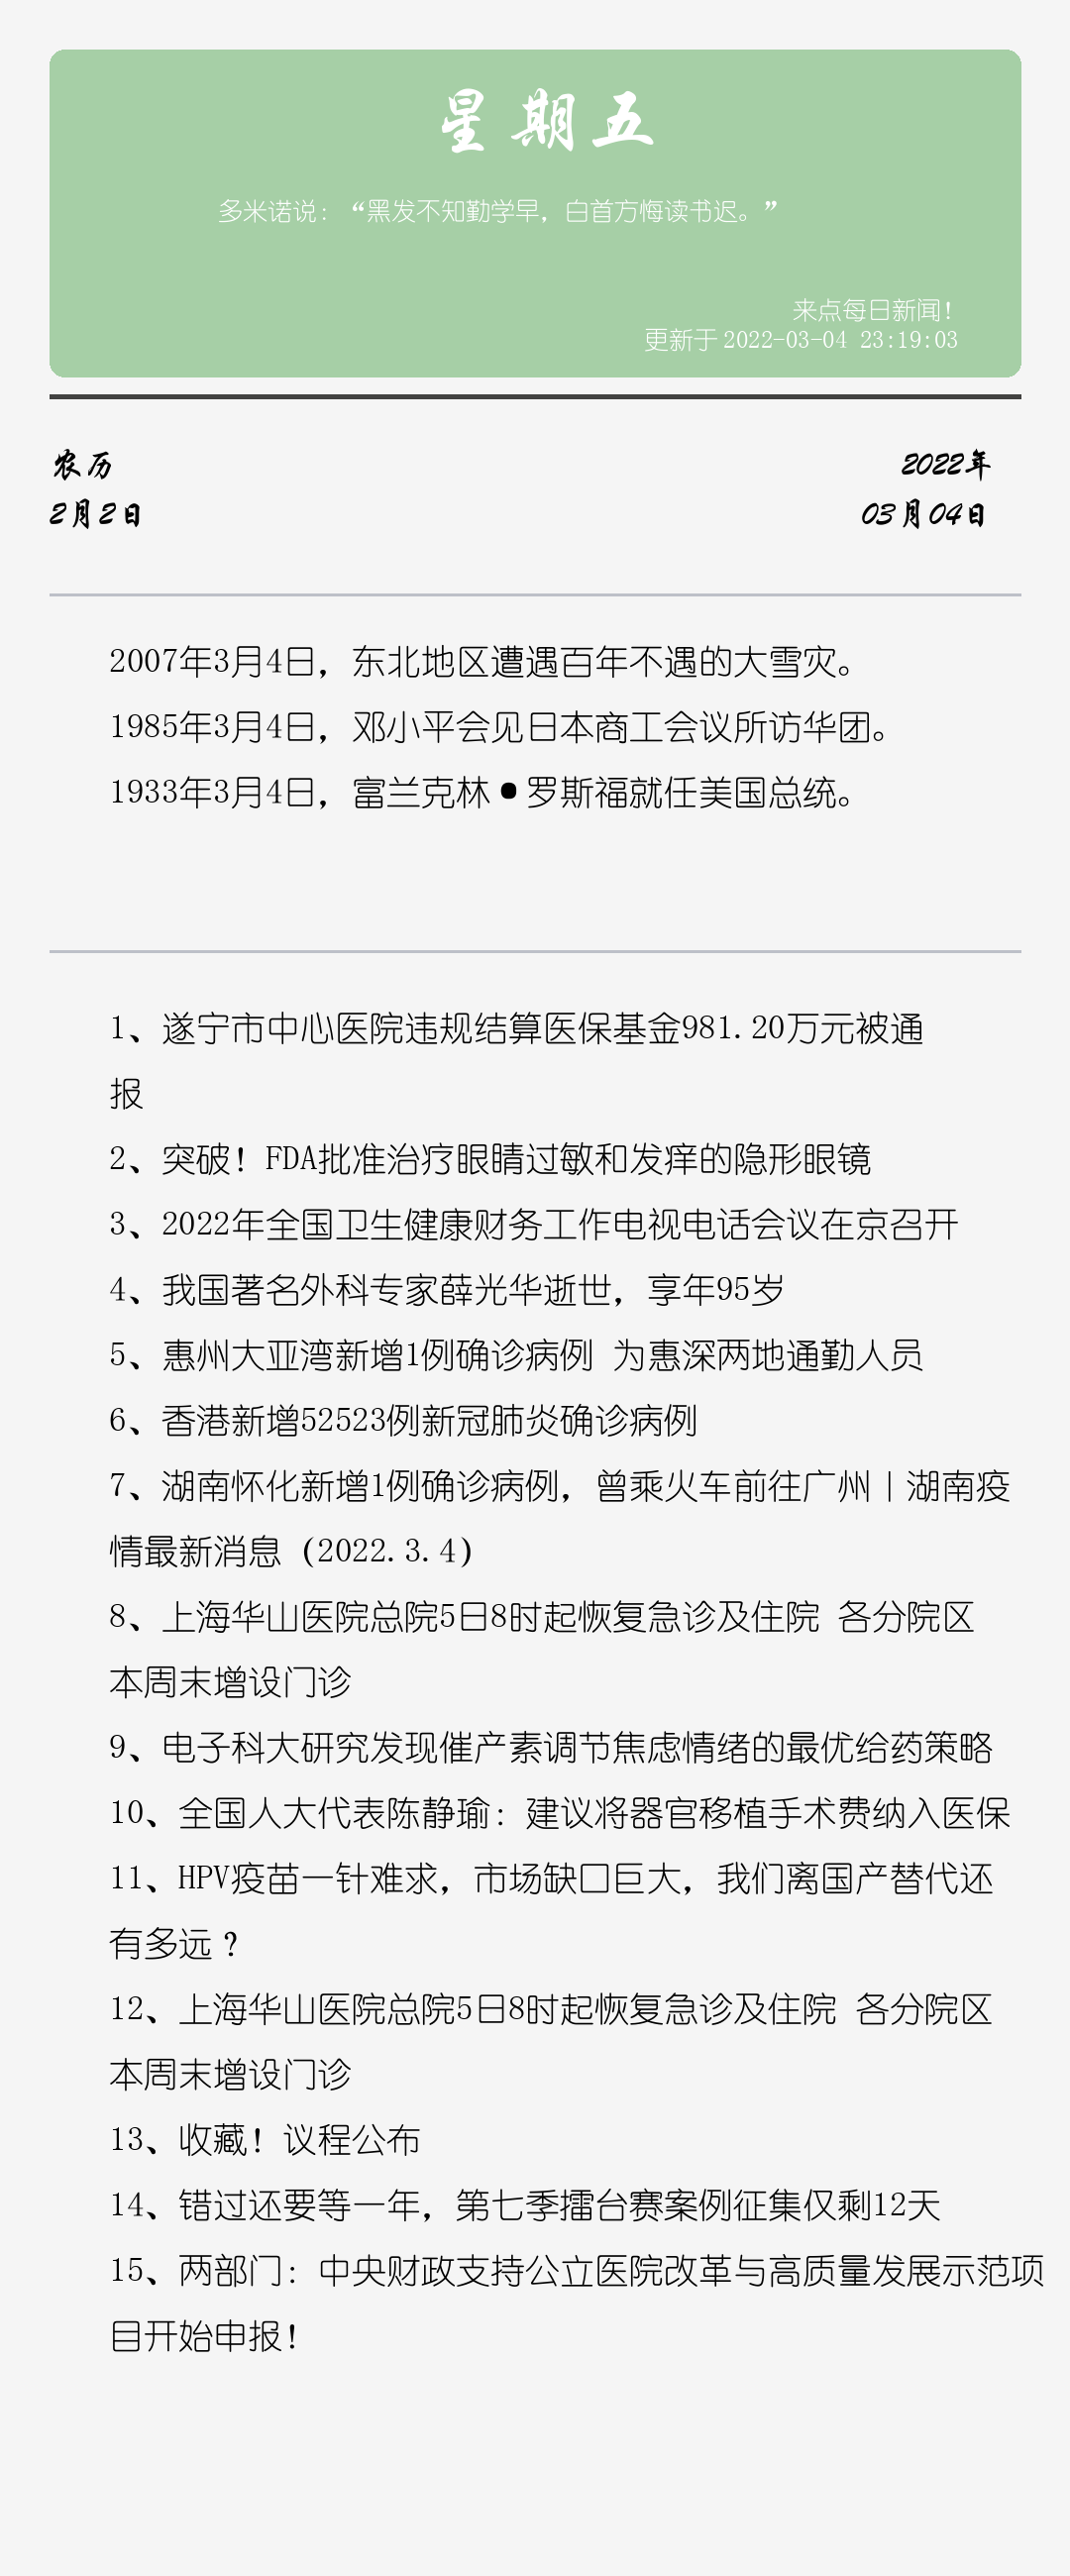 星期五
多米诺说：“黑发不知勤学早，白首方悔读书迟。”
来点每日新闻！
更新于 2022-03-04 23:19:03
农历
2月2日
2022年
03月04日
2007年3月4日，东北地区遭遇百年不遇的大雪灾。
1985年3月4日，邓小平会见日本商工会议所访华团。
1933年3月4日，富兰克林•罗斯福就任美国总统。
1、遂宁市中心医院违规结算医保基金981.20万元被通
报
2、突破！FDA批准治疗眼睛过敏和发痒的隐形眼镜
3、2022年全国卫生健康财务工作电视电话会议在京召开
4、我国著名外科专家薛光华逝世，享年95岁
5、惠州大亚湾新增1例确诊病例 为惠深两地通勤人员
6、香港新增52523例新冠肺炎确诊病例
7、湖南怀化新增1例确诊病例，曾乘火车前往广州丨湖南疫
情最新消息（2022.3.4）
8、上海华山医院总院5日8时起恢复急诊及住院 各分院区
本周末增设门诊
9、电子科大研究发现催产素调节焦虑情绪的最优给药策略
10、全国人大代表陈静瑜：建议将器官移植手术费纳入医保
11、HPV疫苗一针难求，市场缺口巨大，我们离国产替代还
有多远？
12、上海华山医院总院5日8时起恢复急诊及住院 各分院区
本周末增设门诊
13、收藏！议程公布
14、错过还要等一年，第七季擂台赛案例征集仅剩12天
15、两部门：中央财政支持公立医院改革与高质量发展示范项
目开始申报！